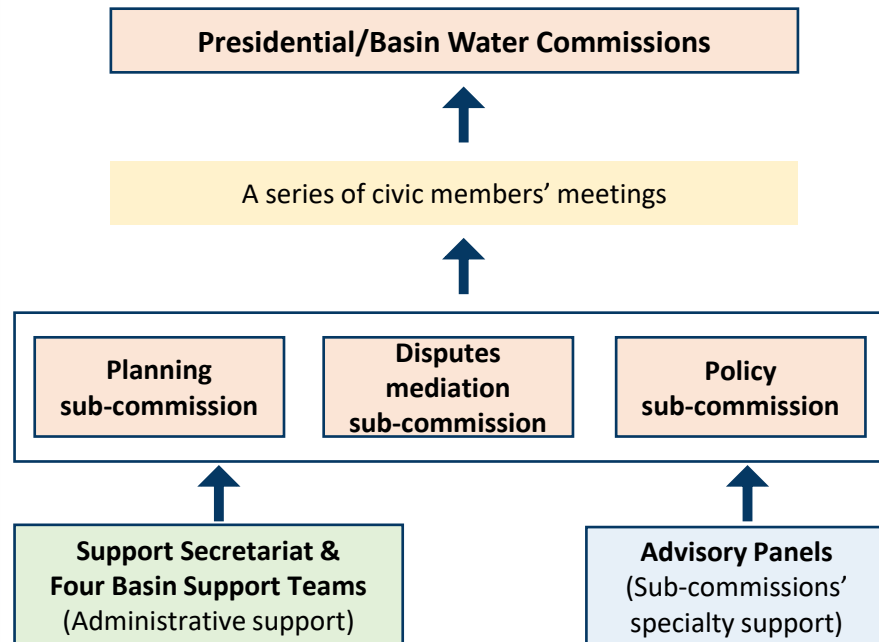 Presidential/Basin Water Commissions
A series of civic members’ meetings
Planning
sub-commission
Disputes
mediation
sub-commission
Policy
sub-commission
Support Secretariat &
Four Basin Support Teams
(Administrative support)
Advisory Panels
(Sub-commissions’
specialty support)